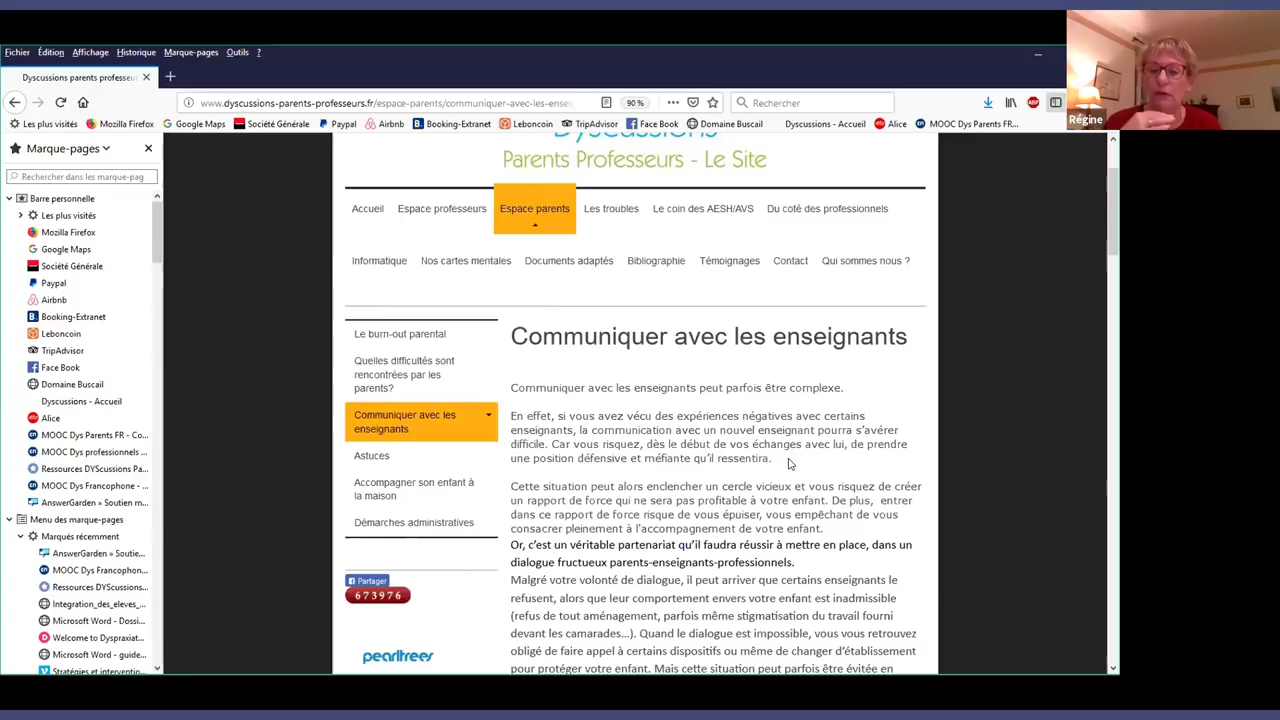 Fichier Édition Affichage Historique Marque-pages Outils ?
Dyscussions parents professeu
www.dyscussions-parents-professeurs.fr/espace-parents/communiquer-avec-les-ensei
90 %
Rechercher
Les plus visités Mozilla Firefox Google Maps Société Générale Paypal Airbnb Booking-Extranet Leboncoin TripAdvisor Face Book Domaine Buscail Dyscussions - Accueil Alice MOOC Dys Parents FR...
Régine
Marque-pages
Rechercher dans les marque-pag
Barre personnelle
Les plus visités
Mozilla Firefox
Google Maps
Société Générale
Paypal
Airbnb
Booking-Extranet
Leboncoin
TripAdvisor
Face Book
Domaine Buscail
Dyscussions - Accueil
Alice
MOOC Dys Parents FR - Co...
MOOC Dys professionnels ...
Ressources DYScussions Pa...
MOOC Dys Francophone - ...
AnswerGarden » Soutien m...
Menu des marque-pages
Marqués récemment
AnswerGarden » Soutie...
MOOC Dys Francophon...
Ressources DYScussion...
Integration_des_eleves_...
Microsoft Word - Dossi...
Welcome to Dyspraxiat...
Microsoft Word - guide...
Stratégies et interventio...
Dyscussions
Parents Professeurs - Le Site
Accueil Espace professeurs Espace parents Les troubles Le coin des AESH/AVS Du coté des professionnels
Informatique Nos cartes mentales Documents adaptés Bibliographie Témoignages Contact Qui sommes nous ?
Le burn-out parental
Quelles difficultés sont
rencontrées par les
parents?
Communiquer avec les
enseignants
Astuces
Accompagner son enfant à
la maison
Démarches administratives
Partager
673976
pearltrees
Communiquer avec les enseignants
Communiquer avec les enseignants peut parfois être complexe.
En effet, si vous avez vécu des expériences négatives avec certains
enseignants, la communication avec un nouvel enseignant pourra s'avérer
difficile. Car vous risquez, dès le début de vos échanges avec lui, de prendre
une position défensive et méfiante qu'il ressentira.
Cette situation peut alors enclencher un cercle vicieux et vous risquez de créer
un rapport de force qui ne sera pas profitable à votre enfant. De plus, entrer
dans ce rapport de force risque de vous épuiser, vous empêchant de vous
consacrer pleinement à l'accompagnement de votre enfant.
Or, c'est un véritable partenariat qu'il faudra réussir à mettre en place, dans un
dialogue fructueux parents-enseignants-professionnels.
Malgré votre volonté de dialogue, il peut arriver que certains enseignants le
refusent, alors que leur comportement envers votre enfant est inadmissible
(refus de tout aménagement, parfois même stigmatisation du travail fourni
devant les camarades...). Quand le dialogue est impossible, vous vous retrouvez
obligé de faire appel à certains dispositifs ou même de changer d'établissement
pour protéger votre enfant. Mais cette situation peut parfois être évitée en